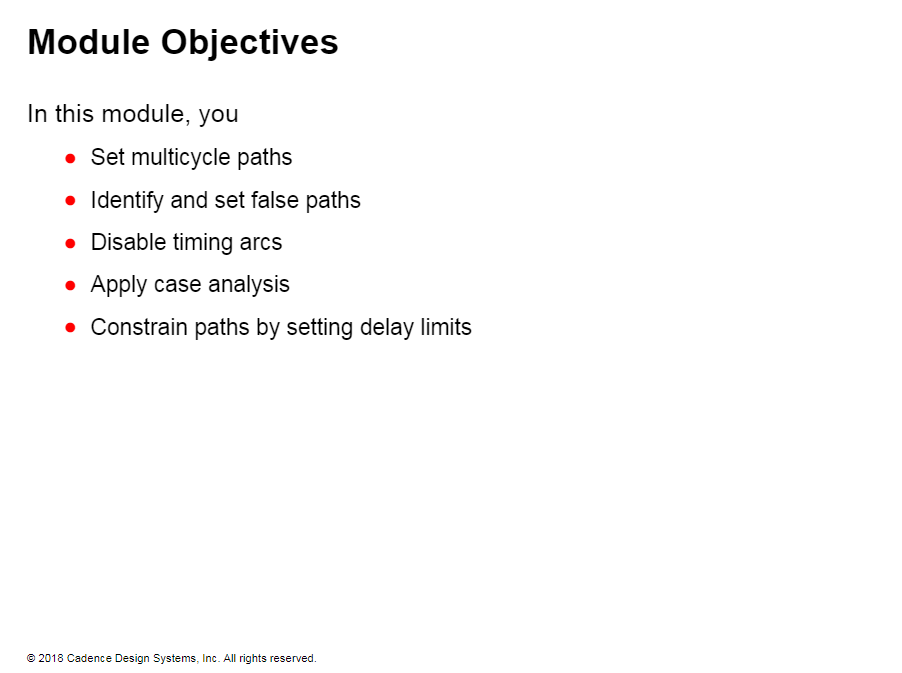 Module Objectives
In this module, you
● Set multicycle paths
● Identify and set false paths
● Disable timing arcs
● Apply case analysis
● Constrain paths by setting delay limits
© 2018 Cadence Design Systems, Inc. All rights reserved.